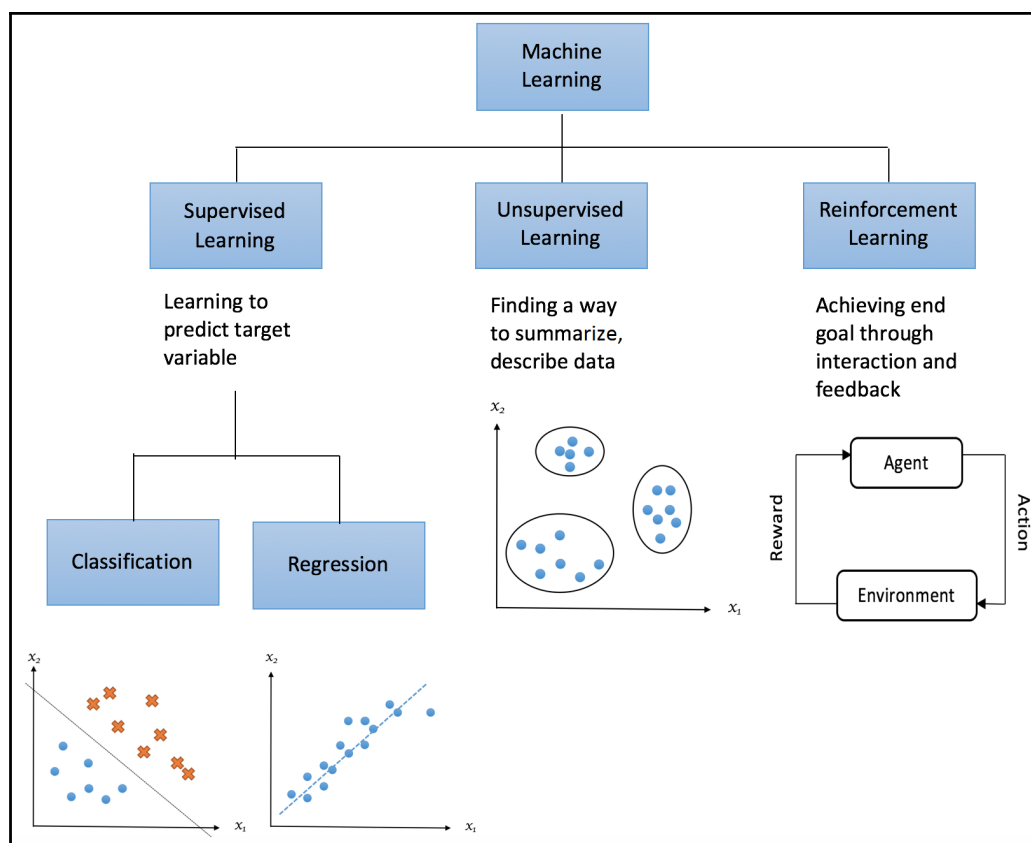 Machine
Learning
Supervised
Learning
Unsupervised
Learning
Reinforcement
Learning
Learning to
predict target
variable
Finding a way
to summarize,
describe data
Achieving end
goal through
interaction and
feedback
Classification
Regression
x₂
x₁
Agent
Reward
Action
Environment
x₂
x₁
x₂
x₁